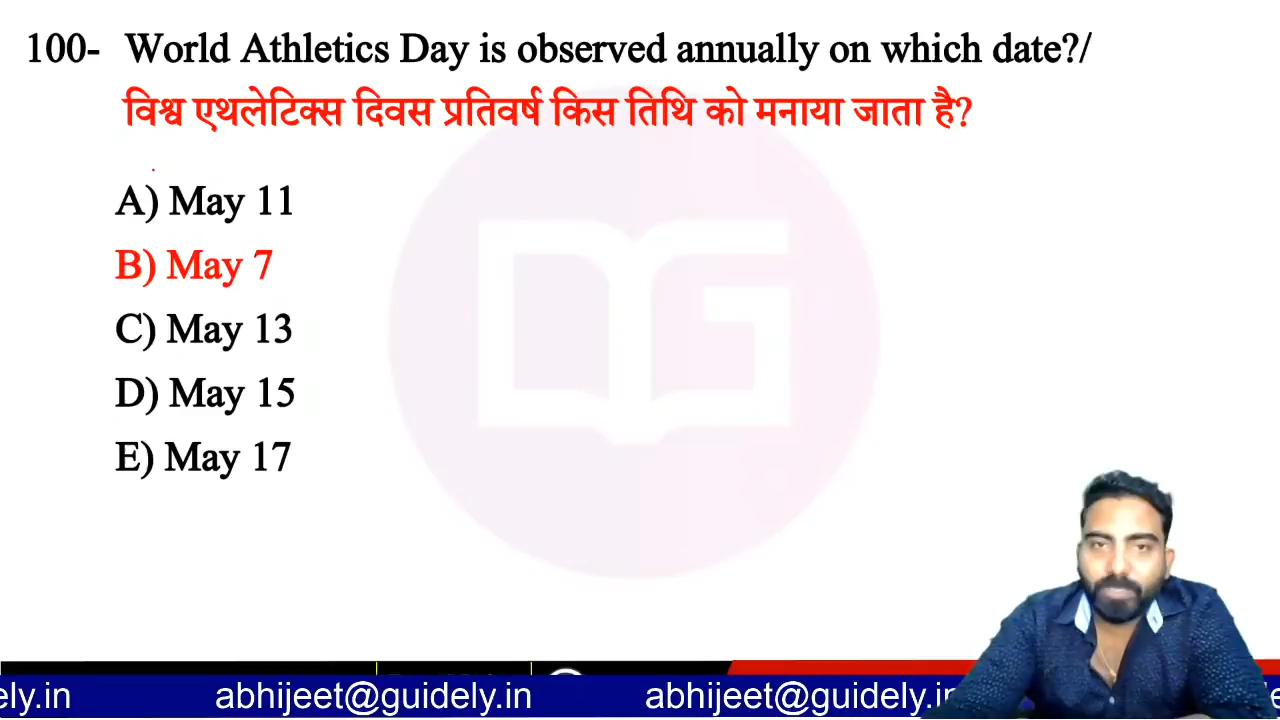 100- World Athletics Day is observed annually on which date?/
विश्व एथलेटिक्स दिवस प्रतिवर्ष किस तिथि को मनाया जाता है?
A) May 11
B) May 7
C) May 13
D) May 15
E) May 17
ely.in abhijeet@guidely.in abhijeet@guidely.in